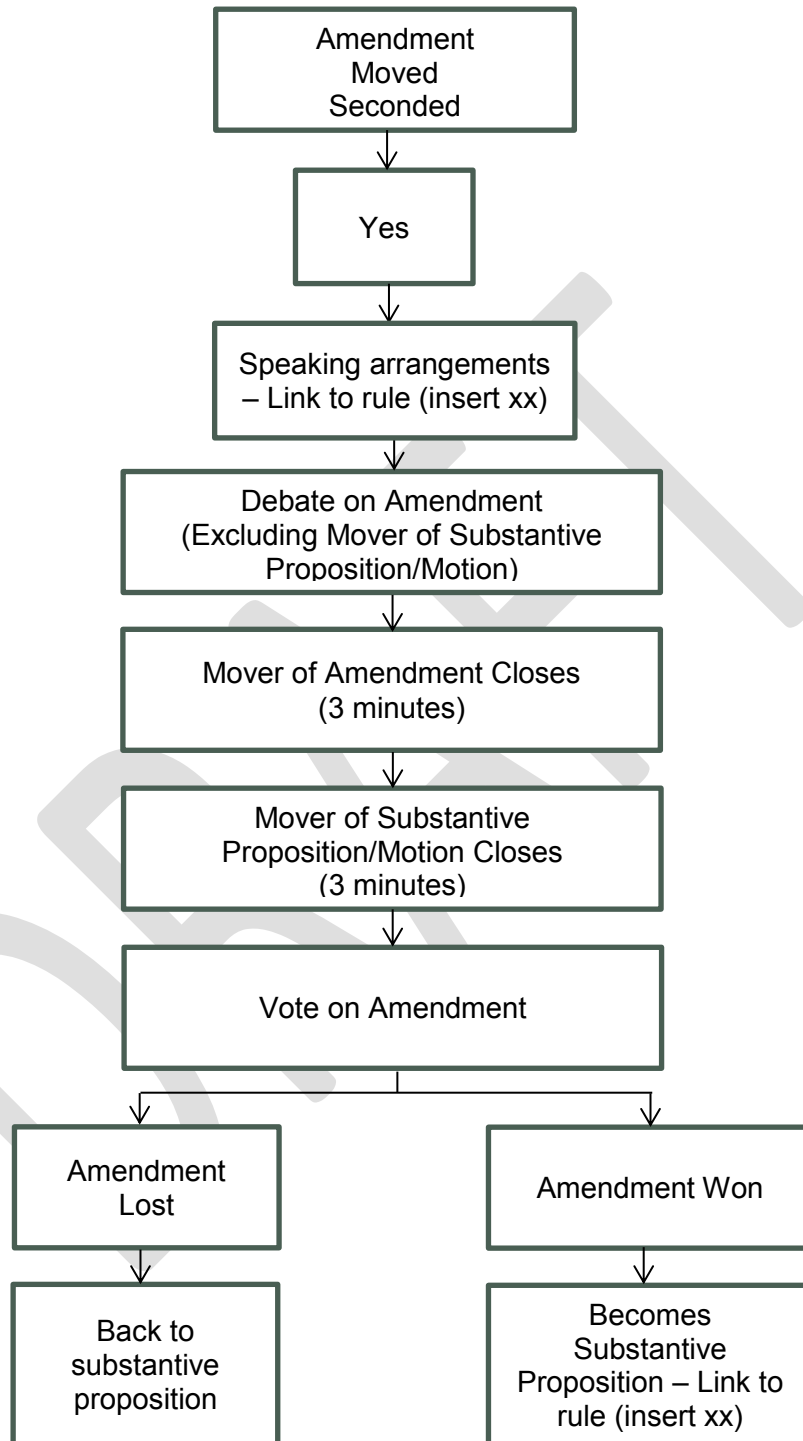 Amendment
Moved
Seconded
Yes
Speaking arrangements
– Link to rule (insert xx)
Debate on Amendment
(Excluding Mover of Substantive
Proposition/Motion)
Mover of Amendment Closes
(3 minutes)
Mover of Substantive
Proposition/Motion Closes
(3 minutes)
Vote on Amendment
Amendment
Lost
Amendment Won
Back to
substantive
proposition
Becomes
Substantive
Proposition – Link to
rule (insert xx)
DRAFT